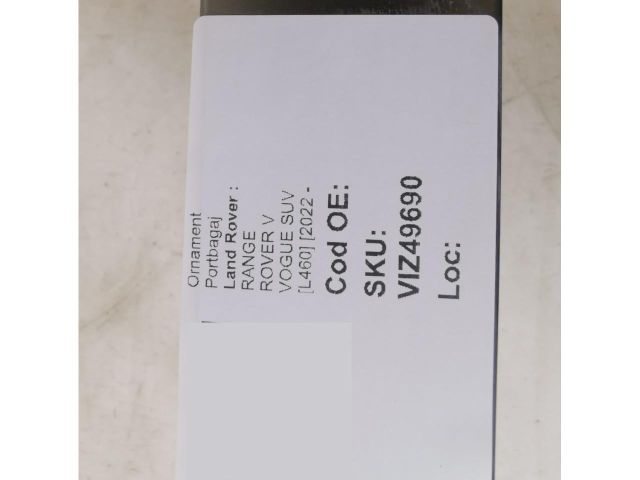 Ornament
Portbagaj
Land Rover :
RANGE
ROVER V
VOGUE SUV
[L460] [2022 -
Cod OE:
SKU:
VIZ49690
Loc: